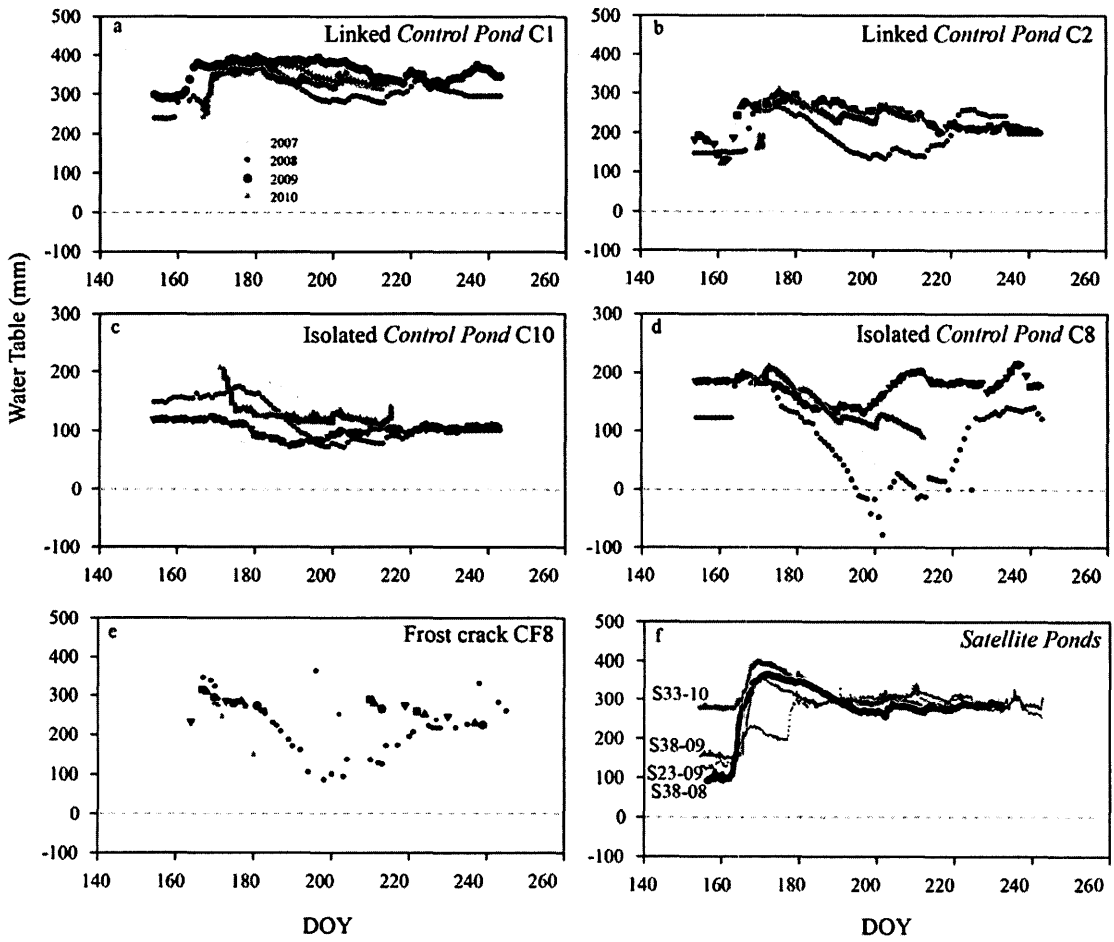 Water Table (mm)
a
Linked Control Pond C1
500
400
300
200
100
0
-100
2007
2008
2009
2010
140 160 180 200 220 240 260
b
Linked Control Pond C2
500
400
300
200
100
0
-100
140 160 180 200 220 240 260
c
Isolated Control Pond C10
300
200
100
0
-100
140 160 180 200 220 240 260
d
Isolated Control Pond C8
300
200
100
0
-100
140 160 180 200 220 240 260
e
Frost crack CF8
500
400
300
200
100
0
-100
140 160 180 200 220 240 260
DOY
f
Satellite Ponds
500
400
300
200
100
0
-100
S33-10
S38-09
S23-09
S38-08
140 160 180 200 220 240 260
DOY